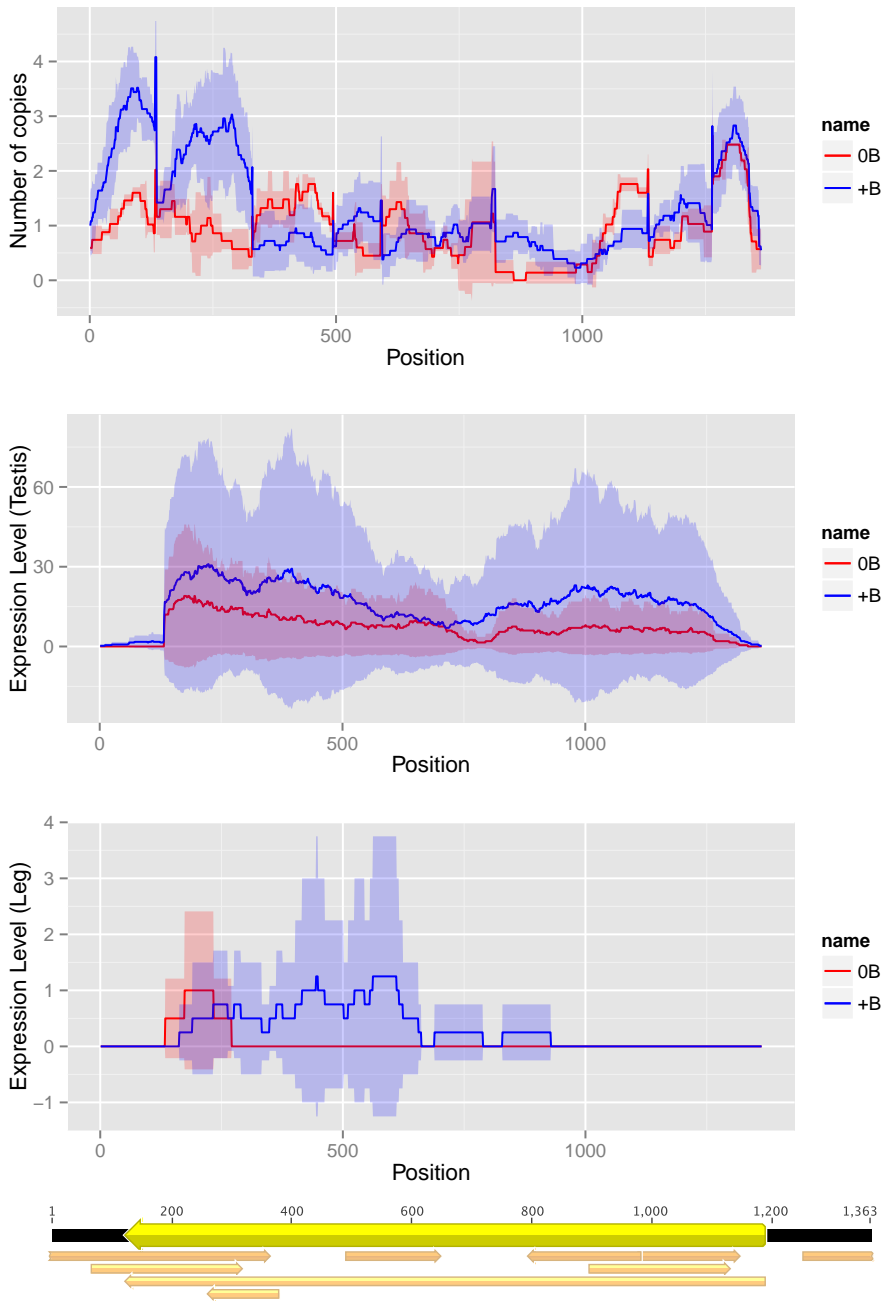 Number of copies
4
3
2
1
0
0
500
1000
Position
name
0B
+B
Expression Level (Testis)
60
30
0
0
500
1000
Position
name
0B
+B
Expression Level (Leg)
4
3
2
1
0
−1
0
500
1000
Position
name
0B
+B
1 200 400 600 800 1,000 1,200 1,363